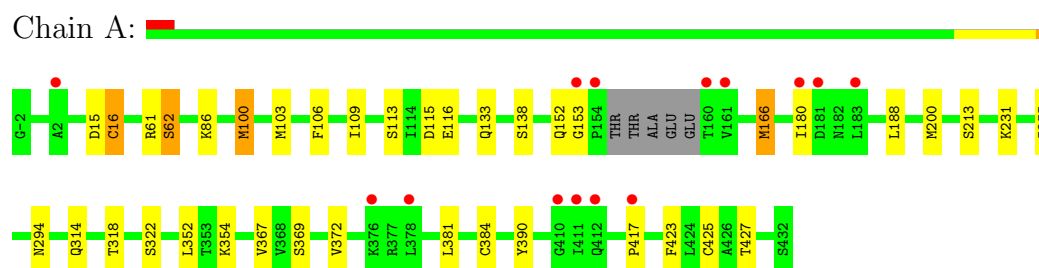 Chain A:
G-2 A2 D15 C16 R61 S62 K86 M100 M103 F106 I109 S113 I114 D115 E116 Q133 S138 Q152 G153 P154 THR THR ALA GLU GLU T160 V161 M166 I180 D181 N182 L183 L188 M200 S213 K231
N294 Q314 T318 S322 L352 T353 K354 V367 V368 S369 V372 K376 R377 L378 L381 C384 Y390 G410 I411 Q412 P417 F423 L424 C425 A426 T427 S432